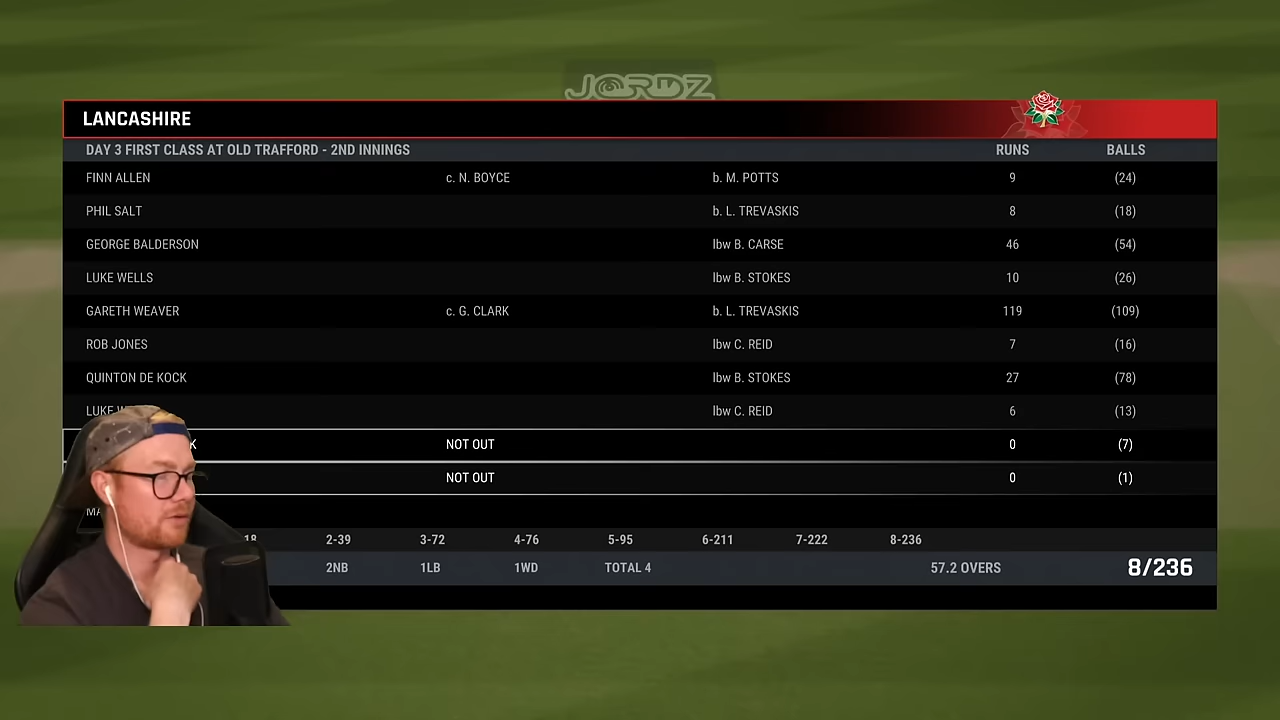 JORDZ
LANCASHIRE
DAY 3 FIRST CLASS AT OLD TRAFFORD - 2ND INNINGS RUNS BALLS
FINN ALLEN c. N. BOYCE b. M. POTTS 9 (24)
PHIL SALT b. L. TREVASKIS 8 (18)
GEORGE BALDERSON lbw B. CARSE 46 (54)
LUKE WELLS lbw B. STOKES 10 (26)
GARETH WEAVER c. G. CLARK b. L. TREVASKIS 119 (109)
ROB JONES lbw C. REID 7 (16)
QUINTON DE KOCK lbw B. STOKES 27 (78)
LUKE lbw C. REID 6 (13)
NOT OUT 0 (7)
NOT OUT 0 (1)
18 2-39 3-72 4-76 5-95 6-211 7-222 8-236
2NB 1LB 1WD TOTAL 4 57.2 OVERS 8/236